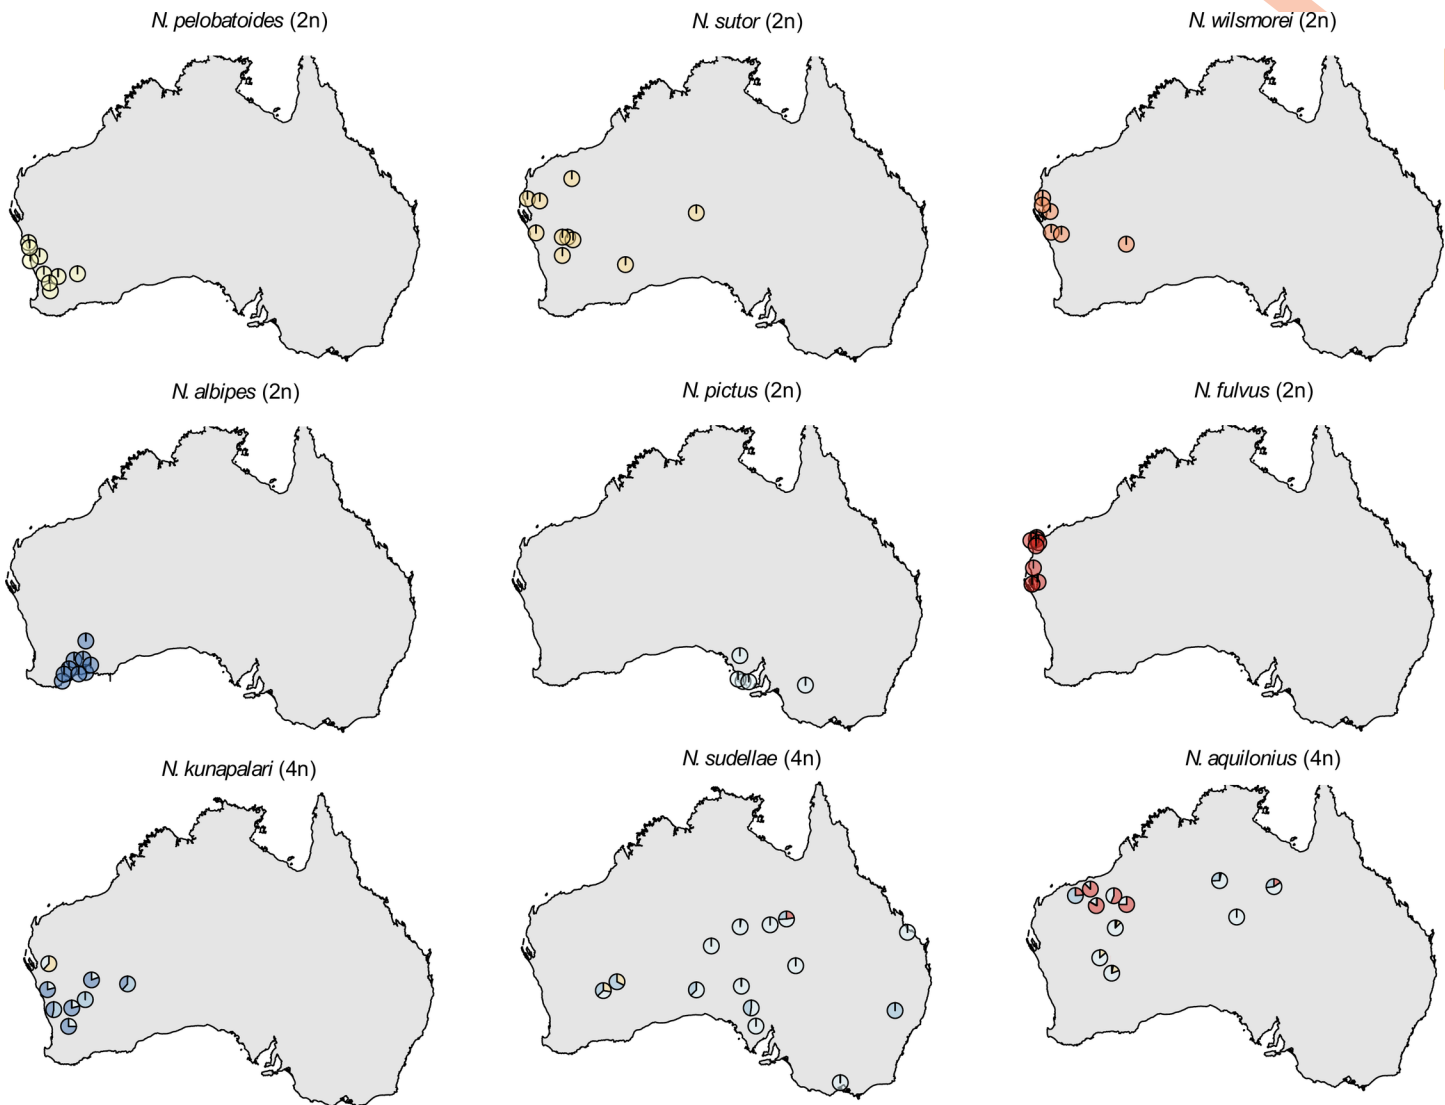 N. pelobatoides (2n)
N. sutor (2n)
N. wilsmorei (2n)
N. albipes (2n)
N. pictus (2n)
N. fulvus (2n)
N. kunapalari (4n)
N. sudellae (4n)
N. aquilonius (4n)